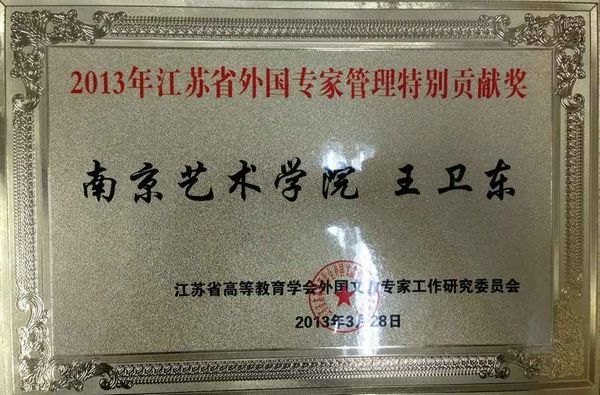 2013年江苏省外国专家管理特别贡献奖
南京艺术学院 王卫东
江苏省高等教育学会外国文教专家工作研究委员会
2013年3月28日